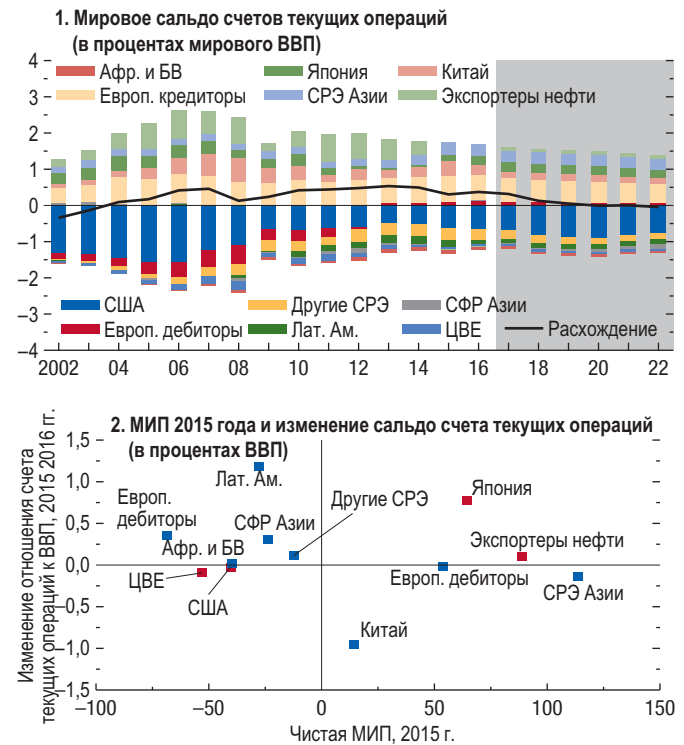 1. Мировое сальдо счетов текущих операций
(в процентах мирового ВВП)
4
3
2
1
0
–1
–2
–3
–4
Афр. и БВ
Япония
Китай
Европ. кредиторы
СРЭ Азии
Экспортеры нефти
США
Другие СРЭ
СФР Азии
Европ. дебиторы
Лат. Ам.
ЦВЕ
Расхождение
2002 04 06 08 10 12 14 16 18 20 22
2. МИП 2015 года и изменение сальдо счета текущих операций
(в процентах ВВП)
Изменение отношения счета
текущих операций к ВВП, 2015 2016 гг.
1,5
1,0
0,5
0,0
–0,5
–1,0
–1,5
Лат. Ам.
Европ.
дебиторы
СФР Азии
Другие СРЭ
Япония
Афр. и БВ
Экспортеры нефти
ЦВЕ
США
Европ. дебиторы
СРЭ Азии
Китай
–100 –50 0 50 100 150
Чистая МИП, 2015 г.